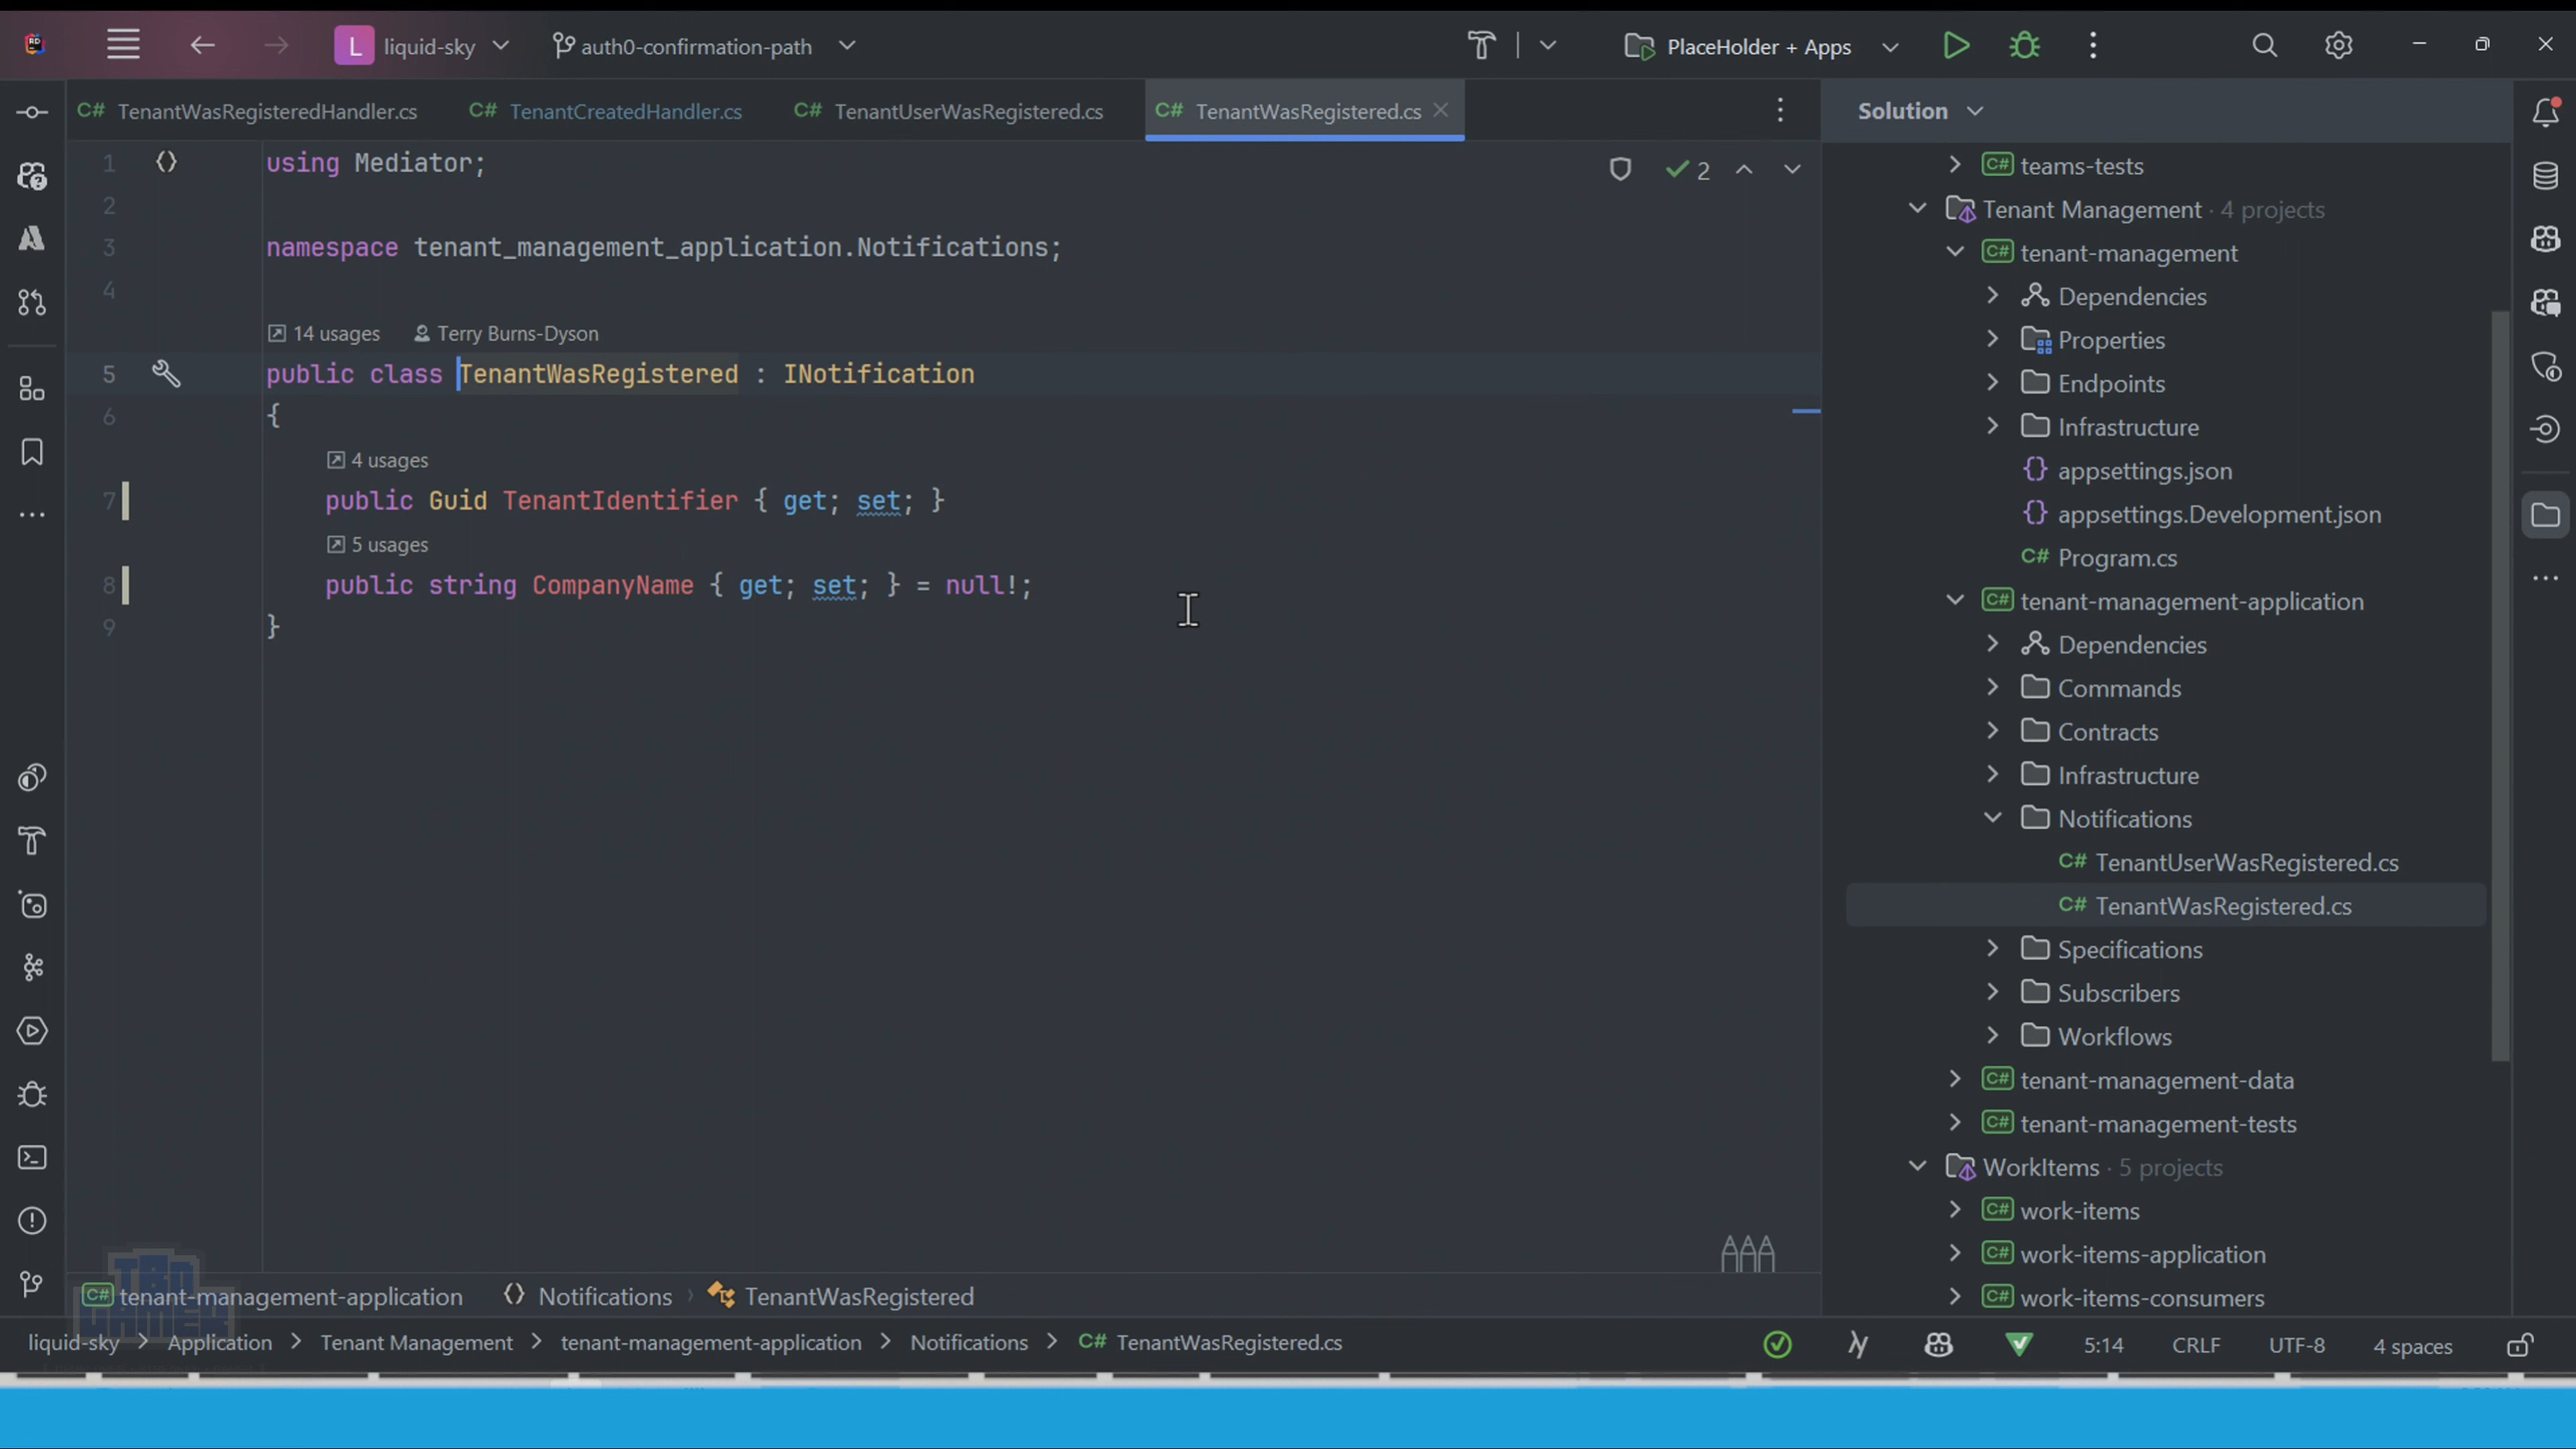 L liquid-sky auth0-confirmation-path PlaceHolder + Apps
C# TenantWasRegisteredHandler.cs C# TenantCreatedHandler.cs C# TenantUserWasRegistered.cs C# TenantWasRegistered.cs
Solution
1 using Mediator;
2
3 namespace tenant_management_application.Notifications;
4
14 usages Terry Burns-Dyson
5 public class TenantWasRegistered : INotification
6 {
4 usages
7 public Guid TenantIdentifier { get; set; }
5 usages
8 public string CompanyName { get; set; } = null!;
9 }
2
C# teams-tests
Tenant Management · 4 projects
C# tenant-management
Dependencies
Properties
Endpoints
Infrastructure
{} appsettings.json
{} appsettings.Development.json
C# Program.cs
C# tenant-management-application
Dependencies
Commands
Contracts
Infrastructure
Notifications
C# TenantUserWasRegistered.cs
C# TenantWasRegistered.cs
Specifications
Subscribers
Workflows
C# tenant-management-data
C# tenant-management-tests
WorkItems · 5 projects
C# work-items
C# work-items-application
C# work-items-consumers
C# tenant-management-application Notifications TenantWasRegistered
liquid-sky Application Tenant Management tenant-management-application Notifications C# TenantWasRegistered.cs
5:14 CRLF UTF-8 4 spaces